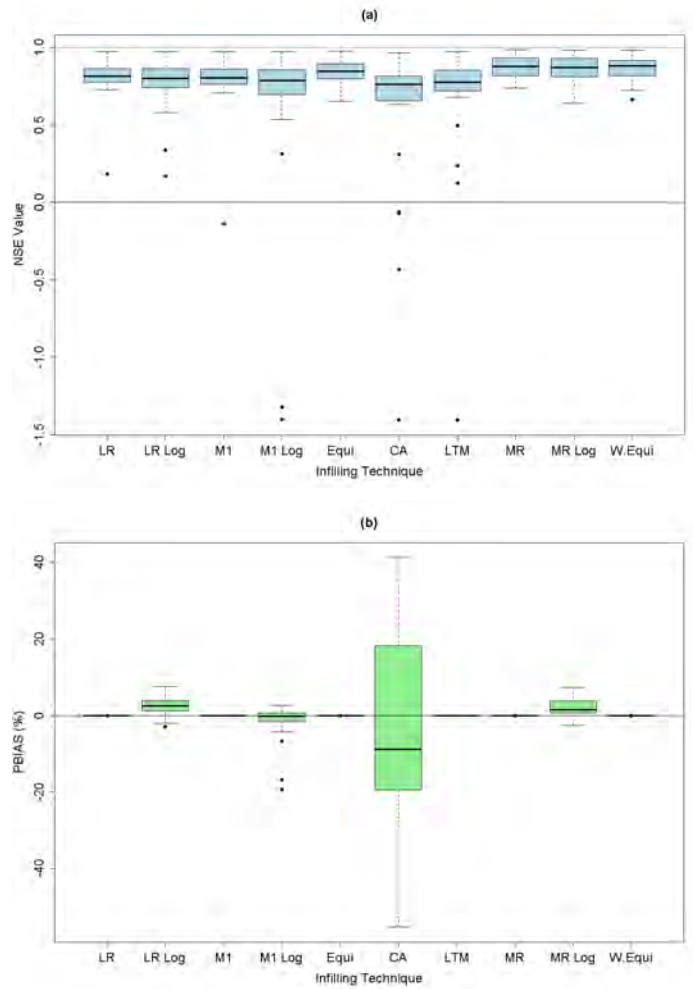 (a)
1.0
0.5
0.0
-0.5
-1.0
-1.5
NSE Value
LR LR Log M1 M1 Log Equi CA LTM MR MR Log W.Equi
Infilling Technique
(b)
40
20
0
-20
-40
PBIAS (%)
LR LR Log M1 M1 Log Equi CA LTM MR MR Log W.Equi
Infilling Technique